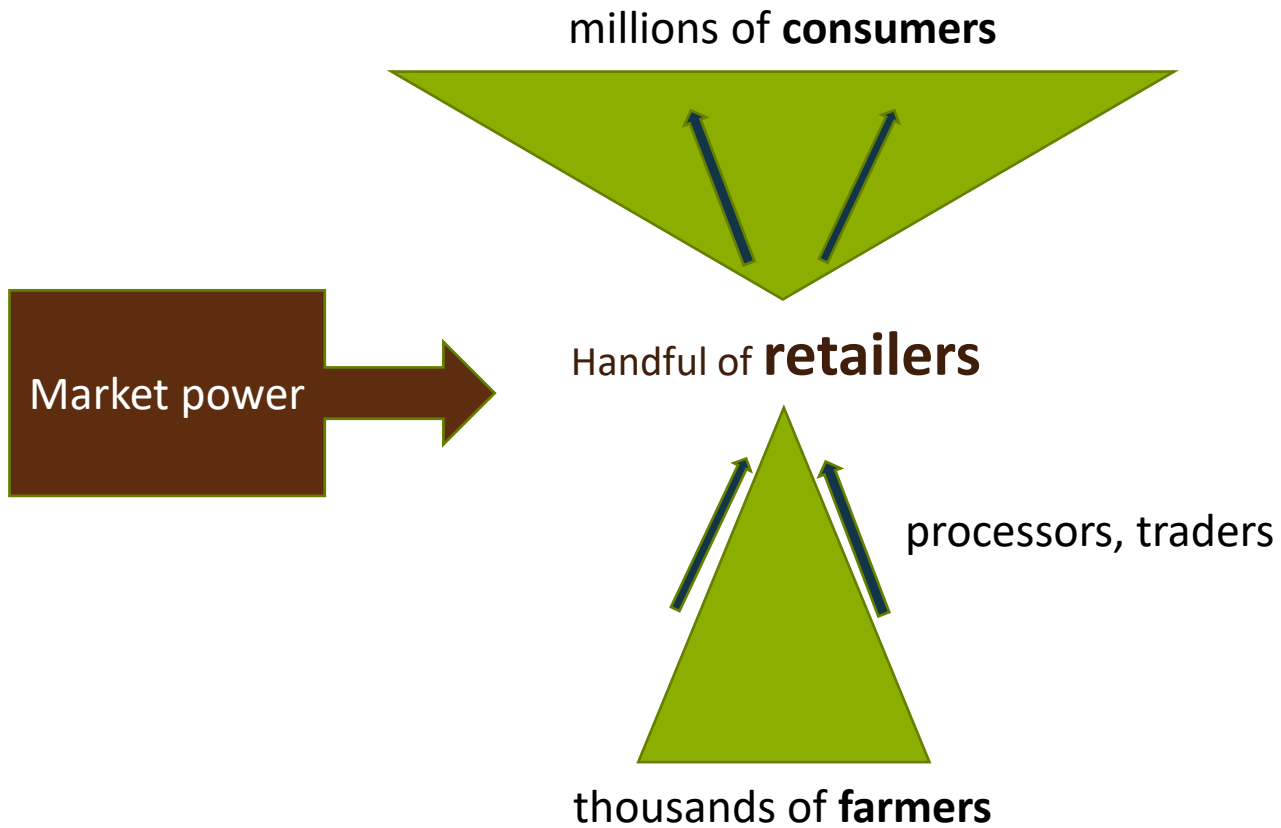 millions of consumers
Market power
Handful of retailers
processors, traders
thousands of farmers